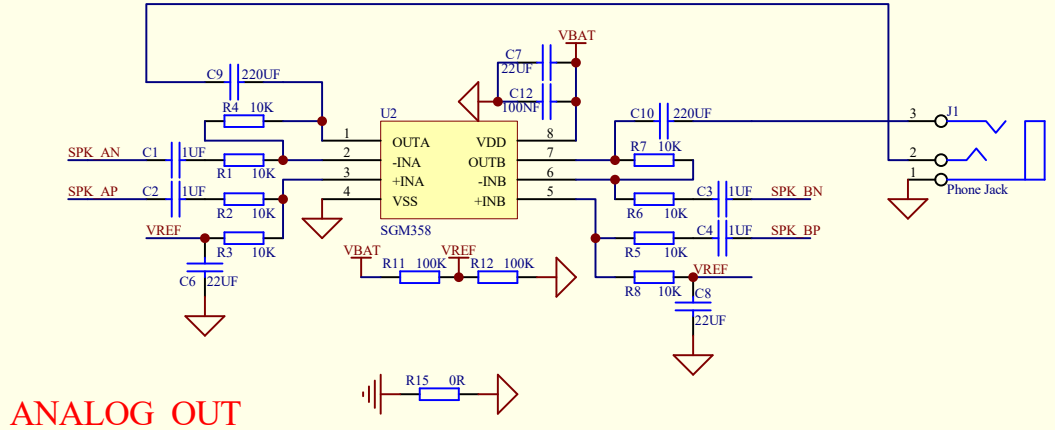 VBAT
C7
22UF
C9 220UF
C12
100NF
C10 220UF
R4 10K
U2
3 J1
1 OUTA VDD 8
R7 10K
SPK_AN C1 1UF R1 10K
2 -INA OUTB 7
2
SPK_AP C2 1UF R2 10K
3 +INA -INB 6
1
Phone Jack
4 VSS +INB 5
R6 10K C3 1UF SPK_BN
SGM358
VREF R3 10K
R5 10K C4 1UF SPK_BP
VBAT VREF
R11 100K R12 100K
C6 22UF
R8 10K VREF
C8
22UF
R15 0R
ANALOG OUT